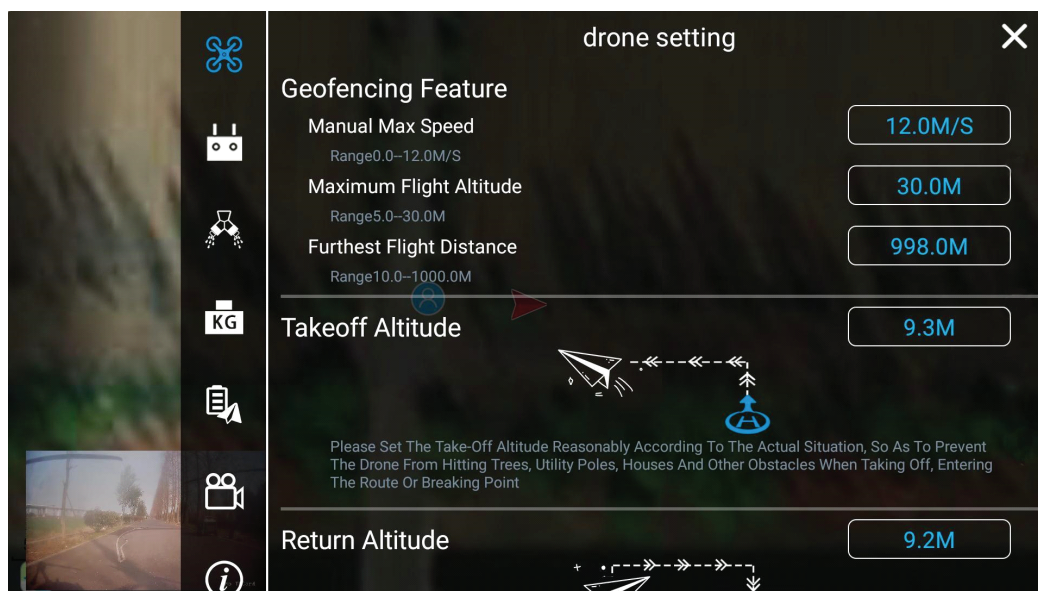 drone setting
Geofencing Feature
Manual Max Speed
12.0M/S
Range0.0--12.0M/S
Maximum Flight Altitude
30.0M
Range5.0--30.0M
Furthest Flight Distance
998.0M
Range10.0--1000.0M
KG
Takeoff Altitude
9.3M
Please Set The Take-Off Altitude Reasonably According To The Actual Situation, So As To Prevent
The Drone From Hitting Trees, Utility Poles, Houses And Other Obstacles When Taking Off, Entering
The Route Or Breaking Point
Return Altitude
9.2M